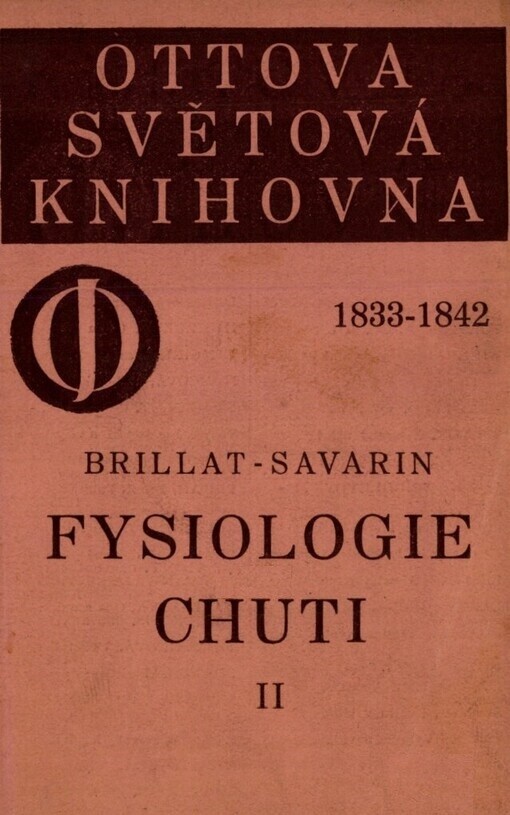 OTTOVA
SVĚTOVÁ
KNIHOVNA
1833-1842
BRILLAT-SAVARIN
FYSIOLOGIE
CHUTI
II